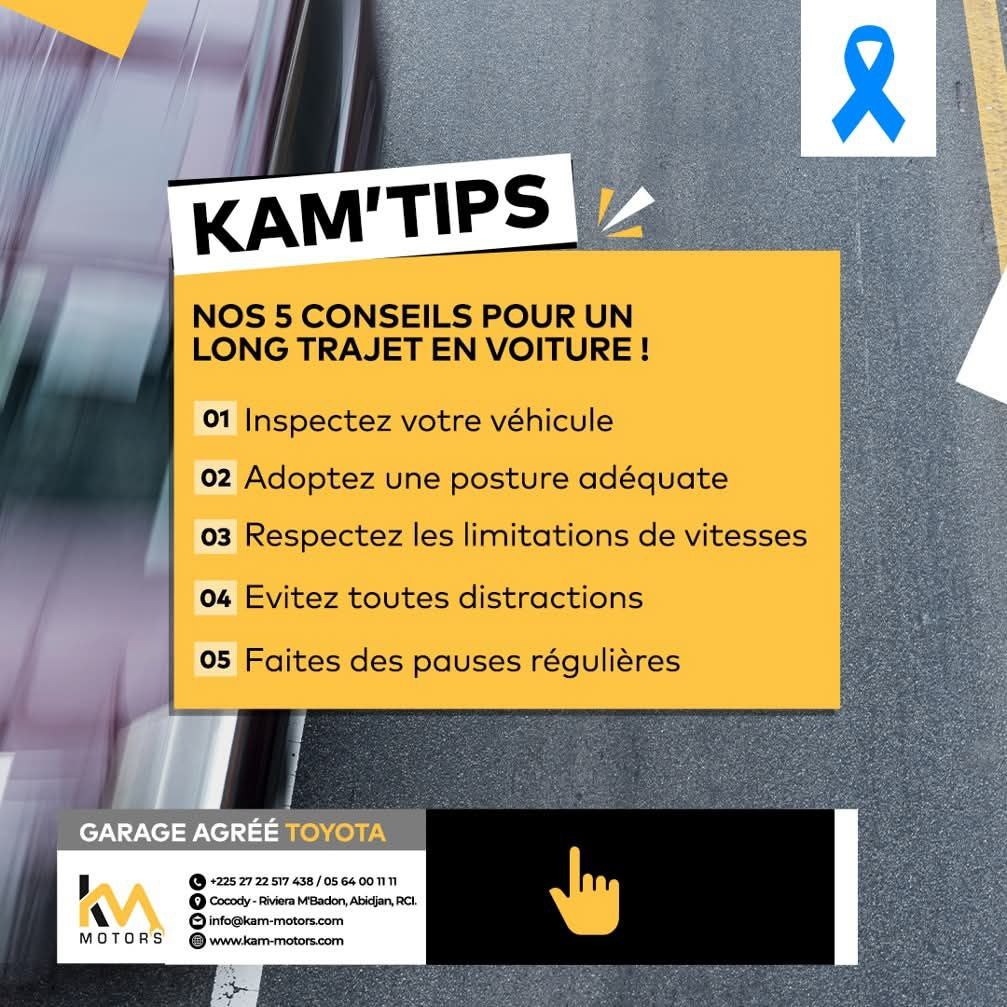 KAM'TIPS
NOS 5 CONSEILS POUR UN
LONG TRAJET EN VOITURE !
01 Inspectez votre véhicule
02 Adoptez une posture adéquate
03 Respectez les limitations de vitesses
04 Evitez toutes distractions
05 Faites des pauses régulières
GARAGE AGRÉÉ TOYOTA
KM
MOTORS
+225 27 22 517 438 / 05 64 00 11 11
Cocody - Riviera M'Badon, Abidjan, RCI.
info@kam-motors.com
www.kam-motors.com